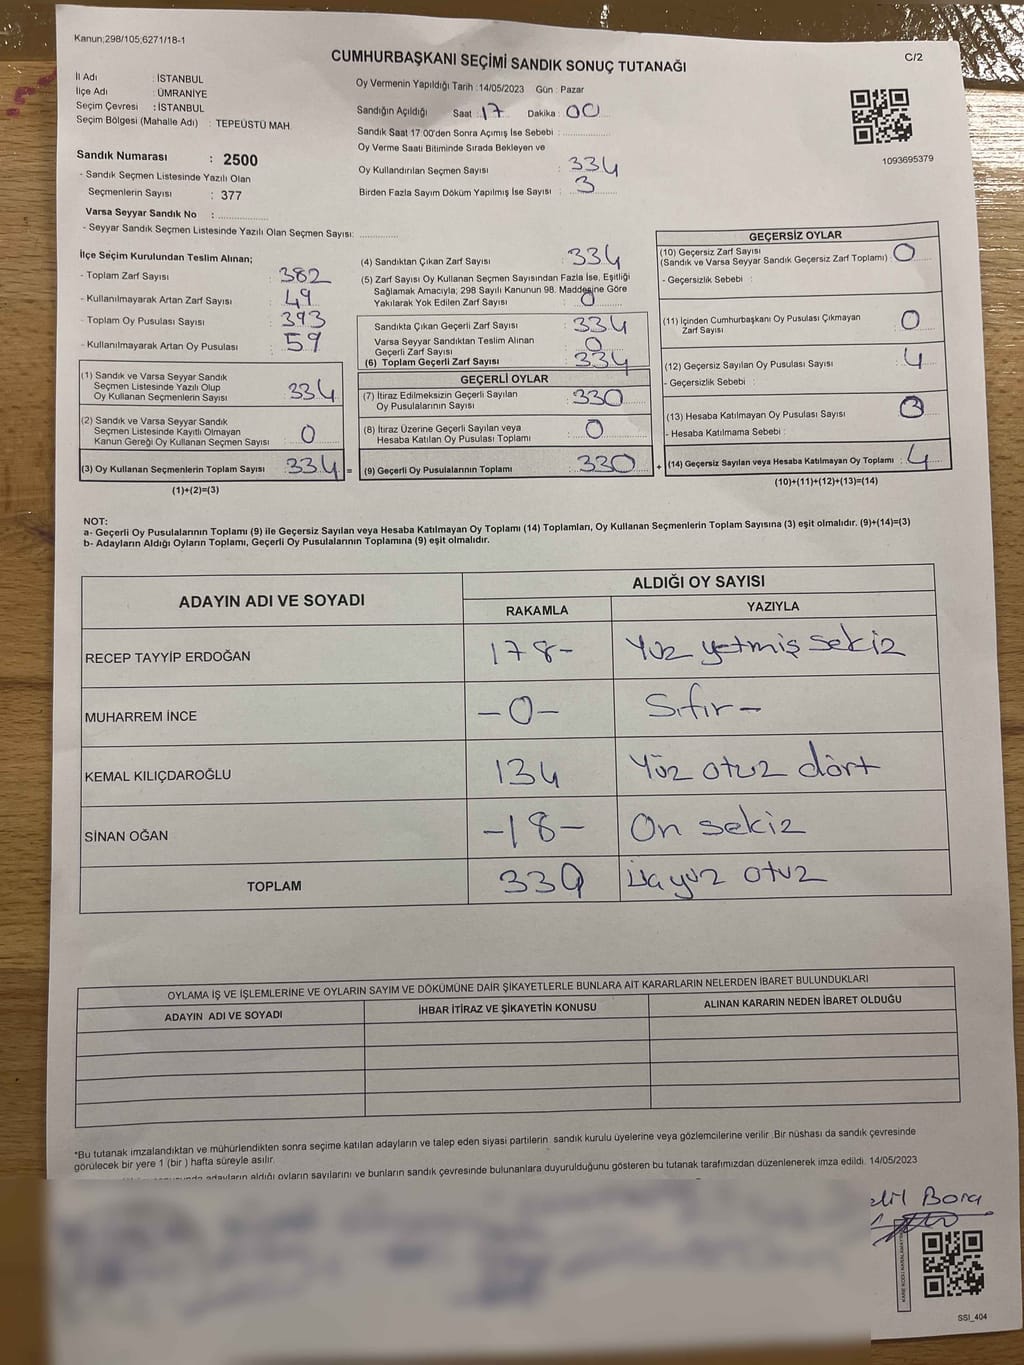 Kanun;298/105;6271/18-1
CUMHURBAŞKANI SEÇİMİ SANDIK SONUÇ TUTANAĞI
C/2
İl Adı : İSTANBUL
İlçe Adı : ÜMRANİYE
Seçim Çevresi : İSTANBUL
Seçim Bölgesi (Mahalle Adı) : TEPEÜSTÜ MAH.
Sandık Numarası : 2500
- Sandık Seçmen Listesinde Yazılı Olan
Seçmenlerin Sayısı : 377
Varsa Seyyar Sandık No :
- Seyyar Sandık Seçmen Listesinde Yazılı Olan Seçmen Sayısı:
Oy Vermenin Yapıldığı Tarih :14/05/2023 Gün : Pazar
Sandığın Açıldığı Saat : 17 Dakika : 00
Sandık Saat 17 00'den Sonra Açımış İse Sebebi :
Oy Verme Saati Bitiminde Sırada Bekleyen ve
Oy Kullandırılan Seçmen Sayısı : 334
Birden Fazla Sayım Döküm Yapılmış İse Sayısı : 3
1093695379
İlçe Seçim Kurulundan Teslim Alınan;
- Toplam Zarf Sayısı : 382
- Kullanılmayarak Artan Zarf Sayısı : 49
- Toplam Oy Pusulası Sayısı : 393
- Kullanılmayarak Artan Oy Pusulası : 59
(1) Sandık ve Varsa Seyyar Sandık
Seçmen Listesinde Yazılı Olup
Oy Kullanan Seçmenlerin Sayısı : 334
(2) Sandık ve Varsa Seyyar Sandık
Seçmen Listesinde Kayıtlı Olmayan
Kanun Gereği Oy Kullanan Seçmen Sayısı : 0
(3) Oy Kullanan Seçmenlerin Toplam Sayısı : 334 =
(1)+(2)=(3)
(4) Sandıktan Çıkan Zarf Sayısı : 334
(5) Zarf Sayısı Oy Kullanan Seçmen Sayısından Fazla İse, Eşitliği
Sağlamak Amacıyla; 298 Sayılı Kanunun 98. Maddesine Göre
Yakılarak Yok Edilen Zarf Sayısı : 0
Sandıkta Çıkan Geçerli Zarf Sayısı : 334
Varsa Seyyar Sandıktan Teslim Alınan
Geçerli Zarf Sayısı : 0
(6) Toplam Geçerli Zarf Sayısı : 334
GEÇERLİ OYLAR
(7) İtiraz Edilmeksizin Geçerli Sayılan
Oy Pusulalarının Sayısı : 330
(8) İtiraz Üzerine Geçerli Sayılan veya
Hesaba Katılan Oy Pusulası Toplamı : 0
(9) Geçerli Oy Pusulalarının Toplamı : 330 +
GEÇERSİZ OYLAR
(10) Geçersiz Zarf Sayısı
(Sandık ve Varsa Seyyar Sandık Geçersiz Zarf Toplamı) : 0
- Geçersizlik Sebebi :
(11) İçinden Cumhurbaşkanı Oy Pusulası Çıkmayan
Zarf Sayısı : 0
(12) Geçersiz Sayılan Oy Pusulası Sayısı : 4
- Geçersizlik Sebebi :
(13) Hesaba Katılmayan Oy Pusulası Sayısı :
- Hesaba Katılmama Sebebi :
(14) Geçersiz Sayılan veya Hesaba Katılmayan Oy Toplamı : 4
(10)+(11)+(12)+(13)=(14)
NOT:
a- Geçerli Oy Pusulalarının Toplamı (9) ile Geçersiz Sayılan veya Hesaba Katılmayan Oy Toplamı (14) Toplamları, Oy Kullanan Seçmenlerin Toplam Sayısına (3) eşit olmalıdır. (9)+(14)=(3)
b- Adayların Aldığı Oyların Toplamı, Geçerli Oy Pusulalarının Toplamına (9) eşit olmalıdır.
ADAYIN ADI VE SOYADI
ALDIĞI OY SAYISI
RAKAMLA YAZIYLA
RECEP TAYYİP ERDOĞAN 178- Yüz yetmiş sekiz
MUHARREM İNCE -0- Sıfır-
KEMAL KILIÇDAROĞLU 134 Yüz otuz dört
SİNAN OĞAN -18- On sekiz
TOPLAM otuz
OYLAMA İŞ VE İŞLEMLERİNE VE OYLARIN SAYIM VE DÖKÜMÜNE DAİR ŞİKAYETLERLE BUNLARA AİT KARARLARIN NELERDEN İBARET BULUNDUKLARI
ADAYIN ADI VE SOYADI İHBAR İTİRAZ VE ŞİKAYETİN KONUSU ALINAN KARARIN NEDEN İBARET OLDUĞU
*Bu tutanak imzalandıktan ve mühürlendikten sonra seçime katılan adayların ve talep eden siyasi partilerin sandık kurulu üyelerine veya gözlemcilerine verilir .Bir nüshası da sandık çevresinde
görülecek bir yere 1 (bir ) hafta süreyle asılır.
adayların aldığı oyların sayılarını ve bunların sandık çevresinde bulunanlara duyurulduğunu gösteren bu tutanak tarafımızdan düzenlenerek imza edildi. 14/05/2023
Bora
SSI_404